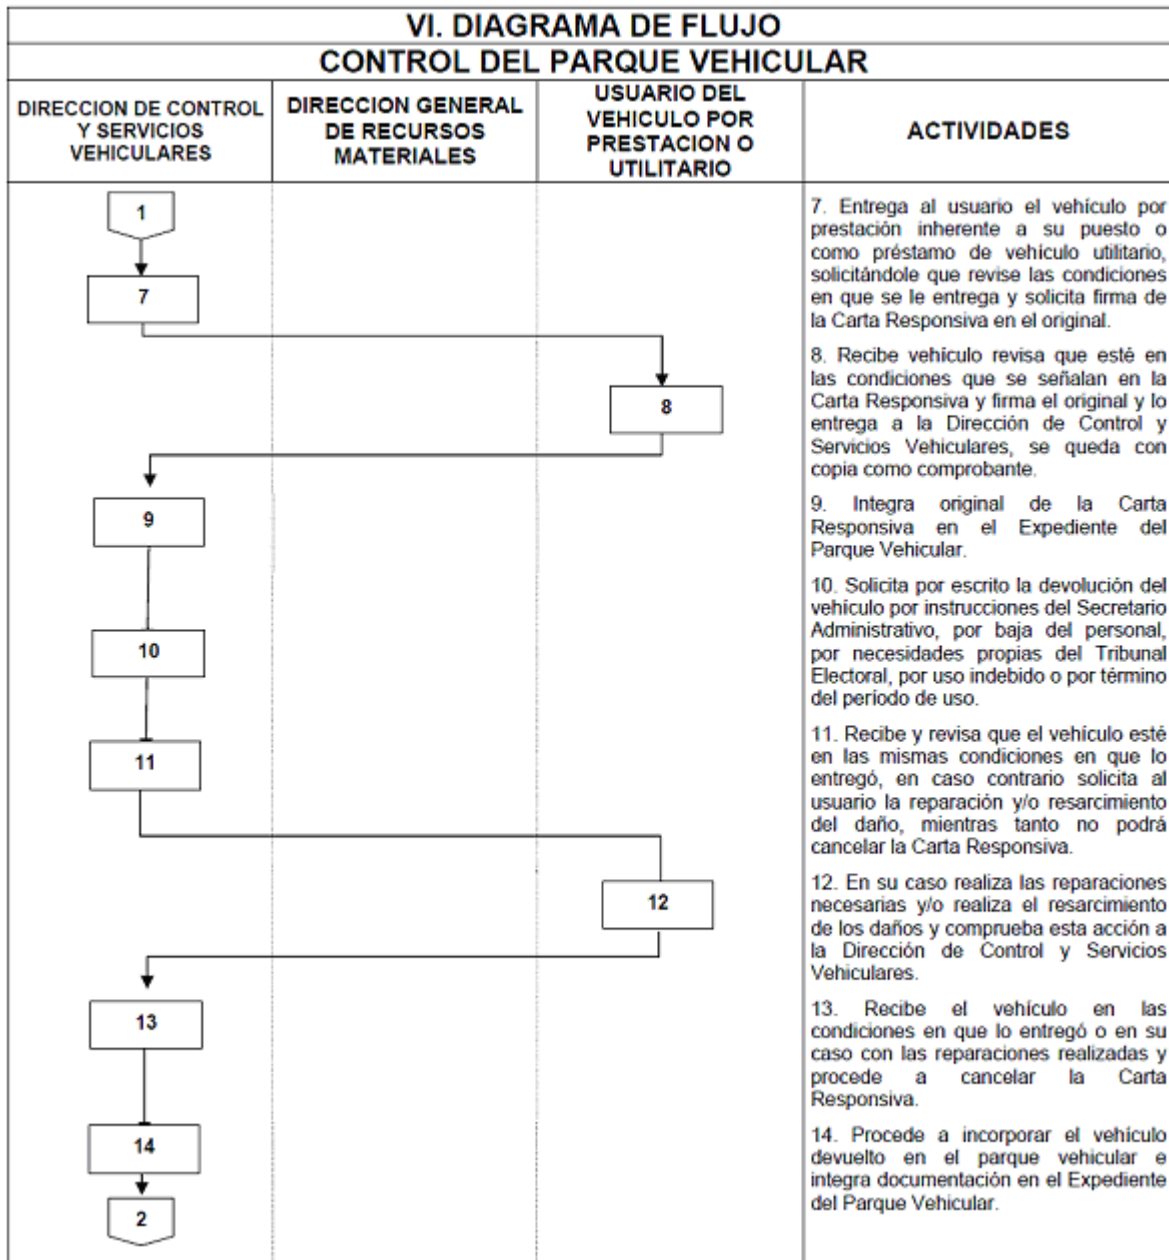 VI. DIAGRAMA DE FLUJO
CONTROL DEL PARQUE VEHICULAR
DIRECCION DE CONTROL
Y SERVICIOS
VEHICULARES
DIRECCION GENERAL
DE RECURSOS
MATERIALES
USUARIO DEL
VEHICULO POR
PRESTACION O
UTILITARIO
ACTIVIDADES
1
7
8
9
10
11
12
13
14
2
7. Entrega al usuario el vehículo por
prestación inherente a su puesto o
como préstamo de vehículo utilitario,
solicitándole que revise las condiciones
en que se le entrega y solicita firma de
la Carta Responsiva en el original.
8. Recibe vehículo revisa que esté en
las condiciones que se señalan en la
Carta Responsiva y firma el original y lo
entrega a la Dirección de Control y
Servicios Vehiculares, se queda con
copia como comprobante.
9. Integra original de la Carta
Responsiva en el Expediente del
Parque Vehicular.
10. Solicita por escrito la devolución del
vehículo por instrucciones del Secretario
Administrativo, por baja del personal,
por necesidades propias del Tribunal
Electoral, por uso indebido o por término
del período de uso.
11. Recibe y revisa que el vehículo esté
en las mismas condiciones en que lo
entregó, en caso contrario solicita al
usuario la reparación y/o resarcimiento
del daño, mientras tanto no podrá
cancelar la Carta Responsiva.
12. En su caso realiza las reparaciones
necesarias y/o realiza el resarcimiento
de los daños y comprueba esta acción a
la Dirección de Control y Servicios
Vehiculares.
13. Recibe el vehículo en las
condiciones en que lo entregó o en su
caso con las reparaciones realizadas y
procede a cancelar la Carta
Responsiva.
14. Procede a incorporar el vehículo
devuelto en el parque vehicular e
integra documentación en el Expediente
del Parque Vehicular.